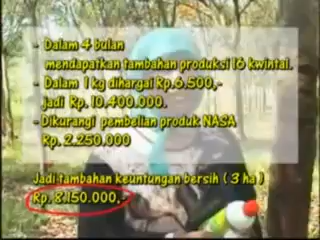 - Dalam 4 bulan
mendapatkan tambahan produksi 16 kwintal.
- Dalam 1 kg dihargai Rp.6.500,-
jadi Rp. 10.400.000.
- Dikurangi pembelian produk NASA
Rp. 2.250.000
Jadi tambahan keuntungan bersih ( 3 ha )
Rp. 8.150.000,-